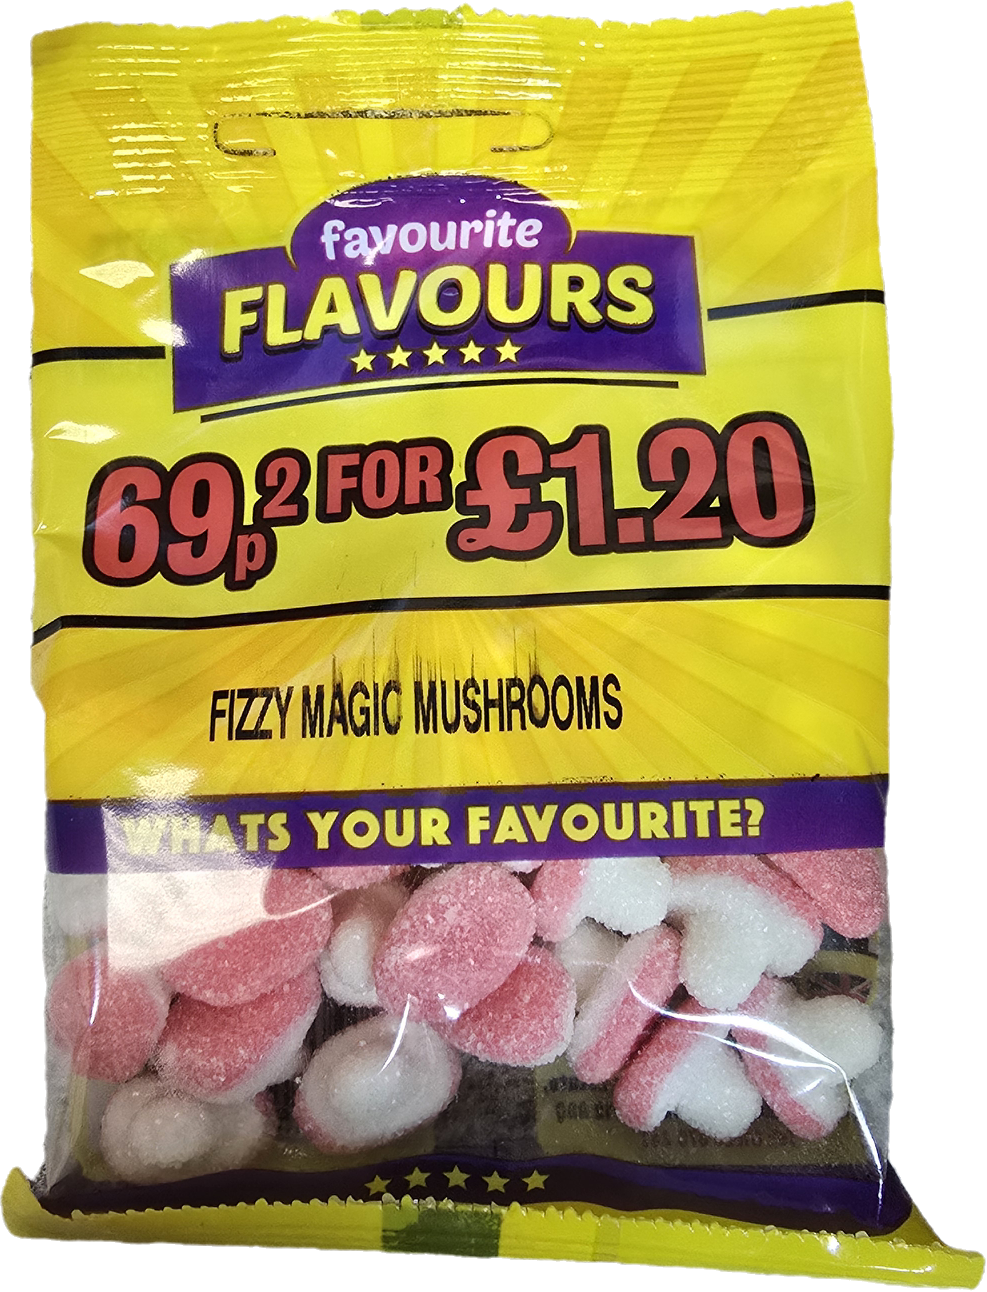 favourite
FLAVOURS
69p 2 FOR £1.20
FIZZY MAGIC MUSHROOMS
WHATS YOUR FAVOURITE?